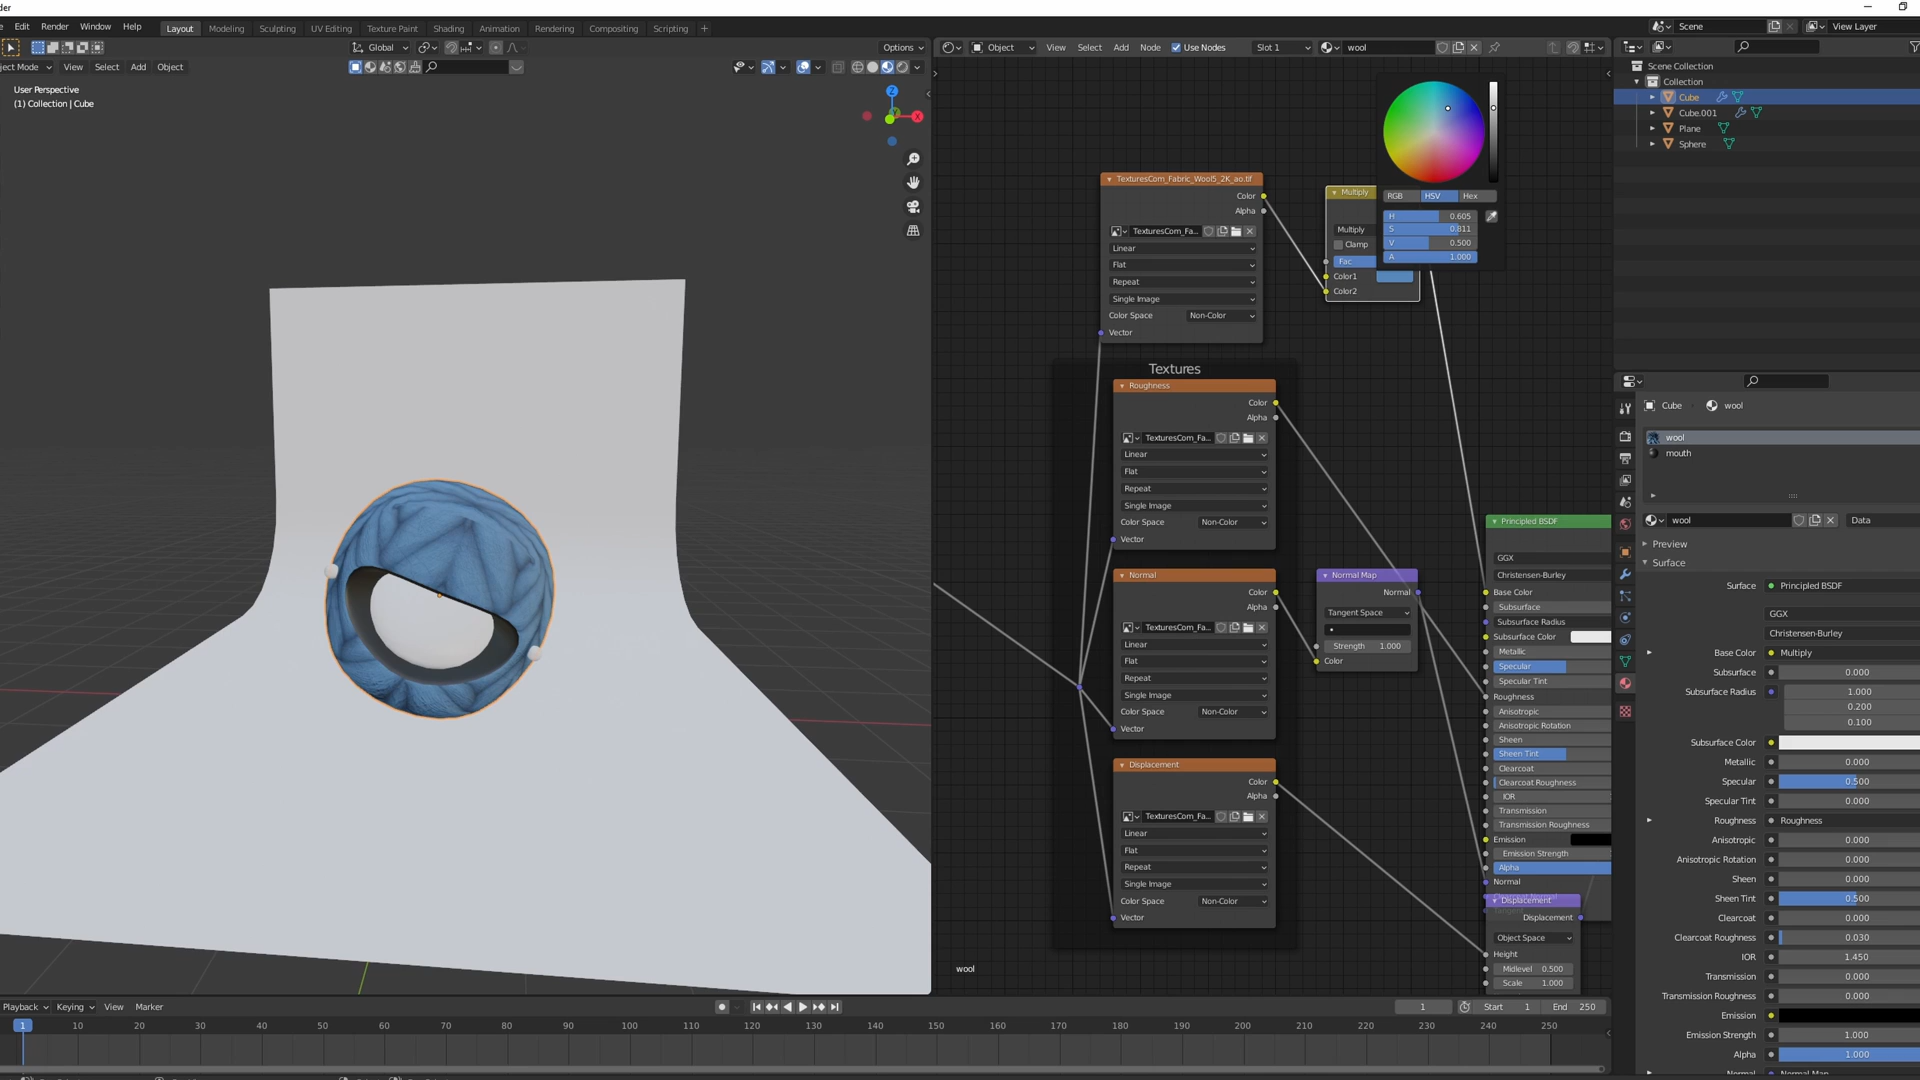 der
Edit Render Window Help Layout Modeling Sculpting UV Editing Texture Paint Shading Animation Rendering Compositing Scripting + Scene View Layer
Global Options Object View Select Add Node Use Nodes Slot 1 wool
ject Mode View Select Add Object
User Perspective
(1) Collection | Cube
Z
X
TexturesCom_Fabric_Wool5_2K_ao.tif
Color
Alpha
TexturesCom_Fa...
Linear
Flat
Repeat
Single Image
Color Space Non-Color
Vector
Multiply
Multiply
Clamp
Fac
Color1
Color2
RGB HSV Hex
H 0.605
S 0.811
V 0.500
A 1.000
Textures
Roughness
Color
Alpha
TexturesCom_Fa...
Linear
Flat
Repeat
Single Image
Color Space Non-Color
Vector
Normal
Color
Alpha
TexturesCom_Fa...
Linear
Flat
Repeat
Single Image
Color Space Non-Color
Vector
Normal Map
Normal
Tangent Space
Strength 1.000
Color
Displacement
Color
Alpha
TexturesCom_Fa...
Linear
Flat
Repeat
Single Image
Color Space Non-Color
Vector
Principled BSDF
GGX
Christensen-Burley
Base Color
Subsurface
Subsurface Radius
Subsurface Color
Metallic
Specular
Specular Tint
Roughness
Anisotropic
Anisotropic Rotation
Sheen
Sheen Tint
Clearcoat
Clearcoat Roughness
IOR
Transmission
Transmission Roughness
Emission
Emission Strength
Alpha
Normal
Displacement
Displacement
Object Space
Height
Midlevel 0.500
Scale 1.000
wool
Scene Collection
Collection
Cube
Cube.001
Plane
Sphere
Cube wool
wool
mouth
wool Data
Preview
Surface
Surface Principled BSDF
GGX
Christensen-Burley
Base Color Multiply
Subsurface 0.000
Subsurface Radius 1.000
0.200
0.100
Subsurface Color
Metallic 0.000
Specular 0.500
Specular Tint 0.000
Roughness Roughness
Anisotropic 0.000
Anisotropic Rotation 0.000
Sheen 0.000
Sheen Tint 0.500
Clearcoat 0.000
Clearcoat Roughness 0.030
IOR 1.450
Transmission 0.000
Transmission Roughness 0.000
Emission
Emission Strength 1.000
Alpha 1.000
Normal Normal Map
Playback Keying View Marker 1 Start 1 End 250
1 10 20 30 40 50 60 70 80 90 100 110 120 130 140 150 160 170 180 190 200 210 220 230 240 250